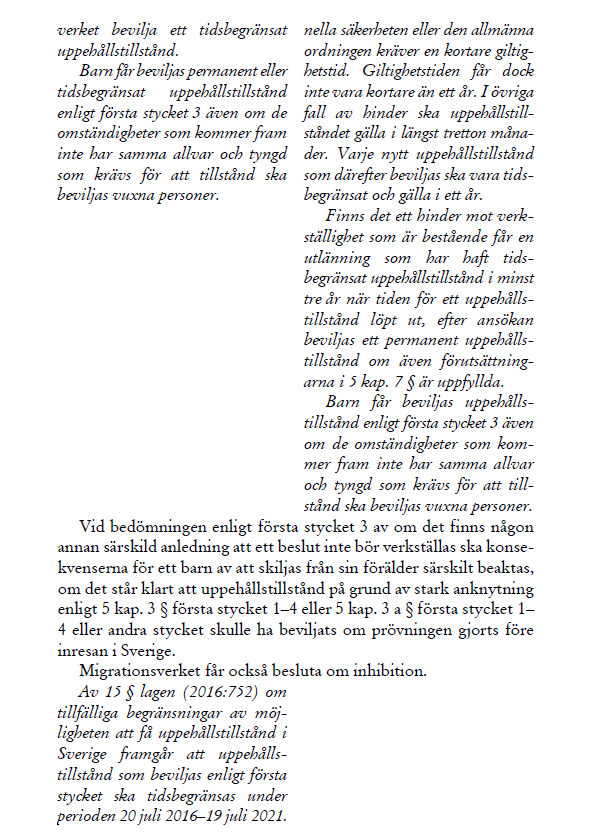 verket bevilja ett tidsbegränsat
uppehållstillstånd.
Barn får beviljas permanent eller
tidsbegränsat uppehållstillstånd
enligt första stycket 3 även om de
omständigheter som kommer fram
inte har samma allvar och tyngd
som krävs för att tillstånd ska
beviljas vuxna personer.
nella säkerheten eller den allmänna
ordningen kräver en kortare giltig-
hetstid. Giltighetstiden får dock
inte vara kortare än ett år. I övriga
fall av hinder ska uppehållstill-
ståndet gälla i längst tretton måna-
der. Varje nytt uppehållstillstånd
som därefter beviljas ska vara tids-
begränsat och gälla i ett år.
Finns det ett hinder mot verk-
ställighet som är bestående får en
utlänning som har haft tids-
begränsat uppehållstillstånd i minst
tre år när tiden för ett uppehålls-
tillstånd löpt ut, efter ansökan
beviljas ett permanent uppehålls-
tillstånd om även förutsättning-
arna i 5 kap. 7 § är uppfyllda.
Barn får beviljas uppehålls-
tillstånd enligt första stycket 3 även
om de omständigheter som kom-
mer fram inte har samma allvar
och tyngd som krävs för att till-
stånd ska beviljas vuxna personer.
Vid bedömningen enligt första stycket 3 av om det finns någon
annan särskild anledning att ett beslut inte bör verkställas ska konse-
kvenserna för ett barn av att skiljas från sin förälder särskilt beaktas,
om det står klart att uppehållstillstånd på grund av stark anknytning
enligt 5 kap. 3 § första stycket 1–4 eller 5 kap. 3 a § första stycket 1–
4 eller andra stycket skulle ha beviljats om prövningen gjorts före
inresan i Sverige.
Migrationsverket får också besluta om inhibition.
Av 15 § lagen (2016:752) om
tillfälliga begränsningar av möj-
ligheten att få uppehållstillstånd i
Sverige framgår att uppehålls-
tillstånd som beviljas enligt första
stycket ska tidsbegränsas under
perioden 20 juli 2016–19 juli 2021.